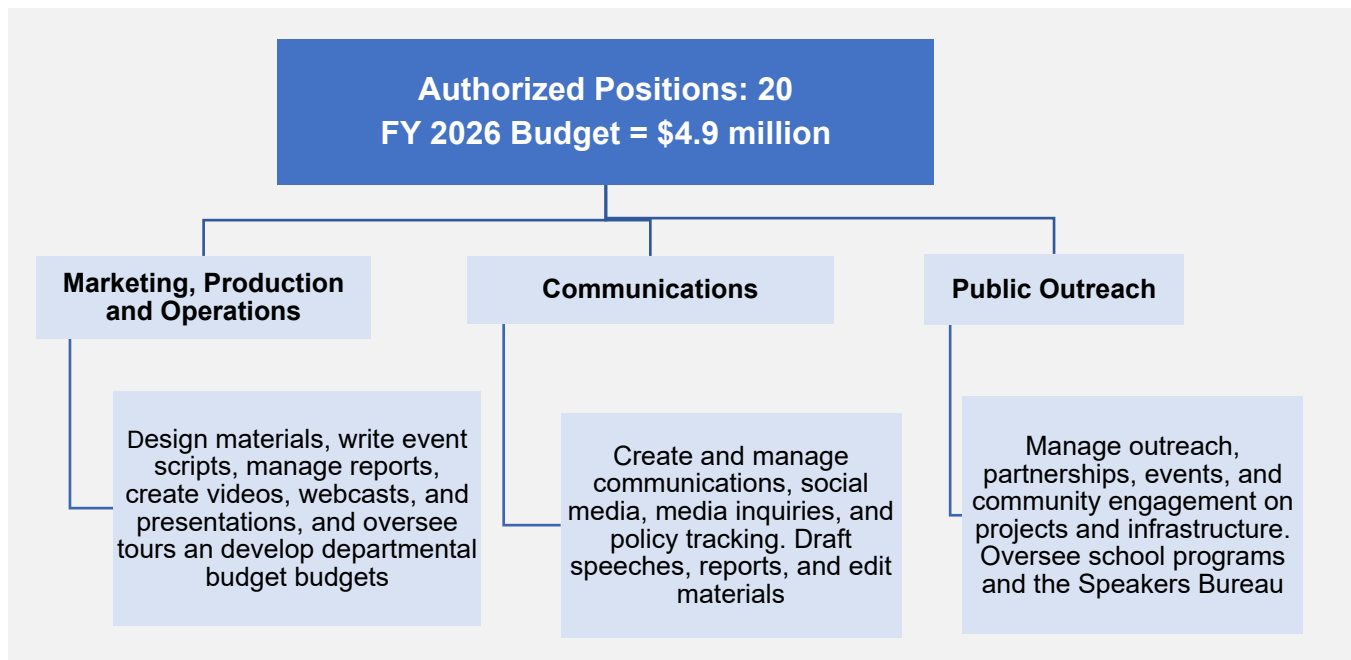 Authorized Positions: 20
FY 2026 Budget = $4.9 million
Marketing, Production
and Operations
Design materials, write event
scripts, manage reports,
create videos, webcasts, and
presentations, and oversee
tours an develop departmental
budget budgets
Communications
Create and manage
communications, social
media, media inquiries, and
policy tracking. Draft
speeches, reports, and edit
materials
Public Outreach
Manage outreach,
partnerships, events, and
community engagement on
projects and infrastructure.
Oversee school programs
and the Speakers Bureau